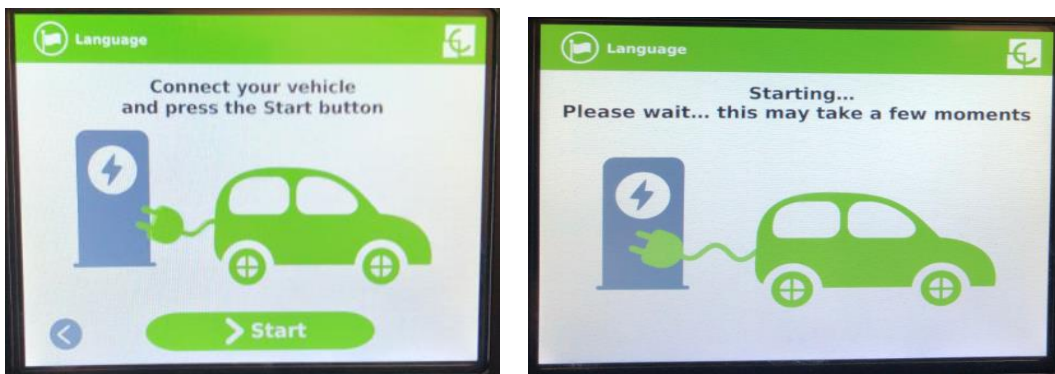 Language
Connect your vehicle
and press the Start button
Start
Language
Starting...
Please wait... this may take a few moments